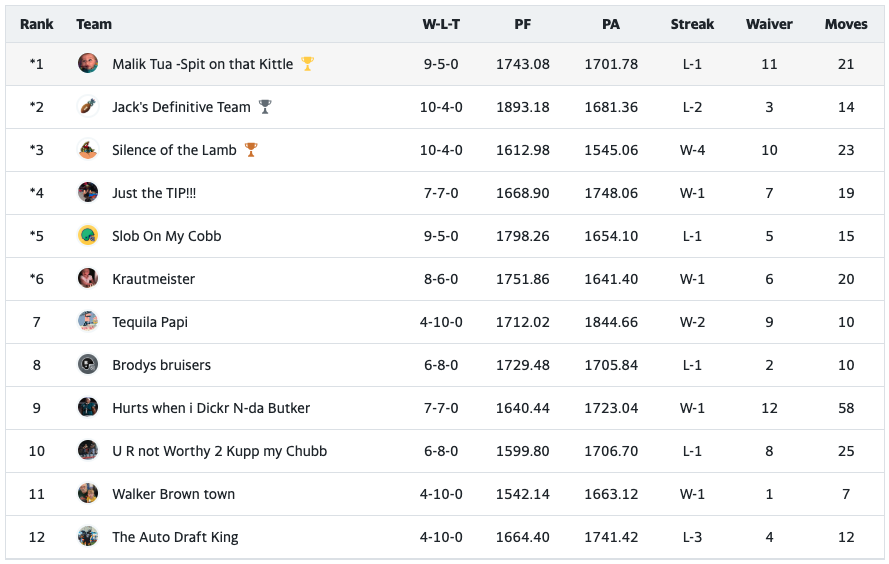 Rank Team W-L-T PF PA Streak Waiver Moves
*1 Malik Tua -Spit on that Kittle 9-5-0 1743.08 1701.78 L-1 11 21
*2 Jack's Definitive Team 10-4-0 1893.18 1681.36 L-2 3 14
*3 Silence of the Lamb 10-4-0 1612.98 1545.06 W-4 10 23
*4 Just the TIP!!! 7-7-0 1668.90 1748.06 W-1 7 19
*5 Slob On My Cobb 9-5-0 1798.26 1654.10 L-1 5 15
*6 Krautmeister 8-6-0 1751.86 1641.40 W-1 6 20
7 Tequila Papi 4-10-0 1712.02 1844.66 W-2 9 10
8 Brodys bruisers 6-8-0 1729.48 1705.84 L-1 2 10
9 Hurts when i Dickr N-da Butker 7-7-0 1640.44 1723.04 W-1 12 58
10 U R not Worthy 2 Kupp my Chubb 6-8-0 1599.80 1706.70 L-1 8 25
11 Walker Brown town 4-10-0 1542.14 1663.12 W-1 1 7
12 The Auto Draft King 4-10-0 1664.40 1741.42 L-3 4 12